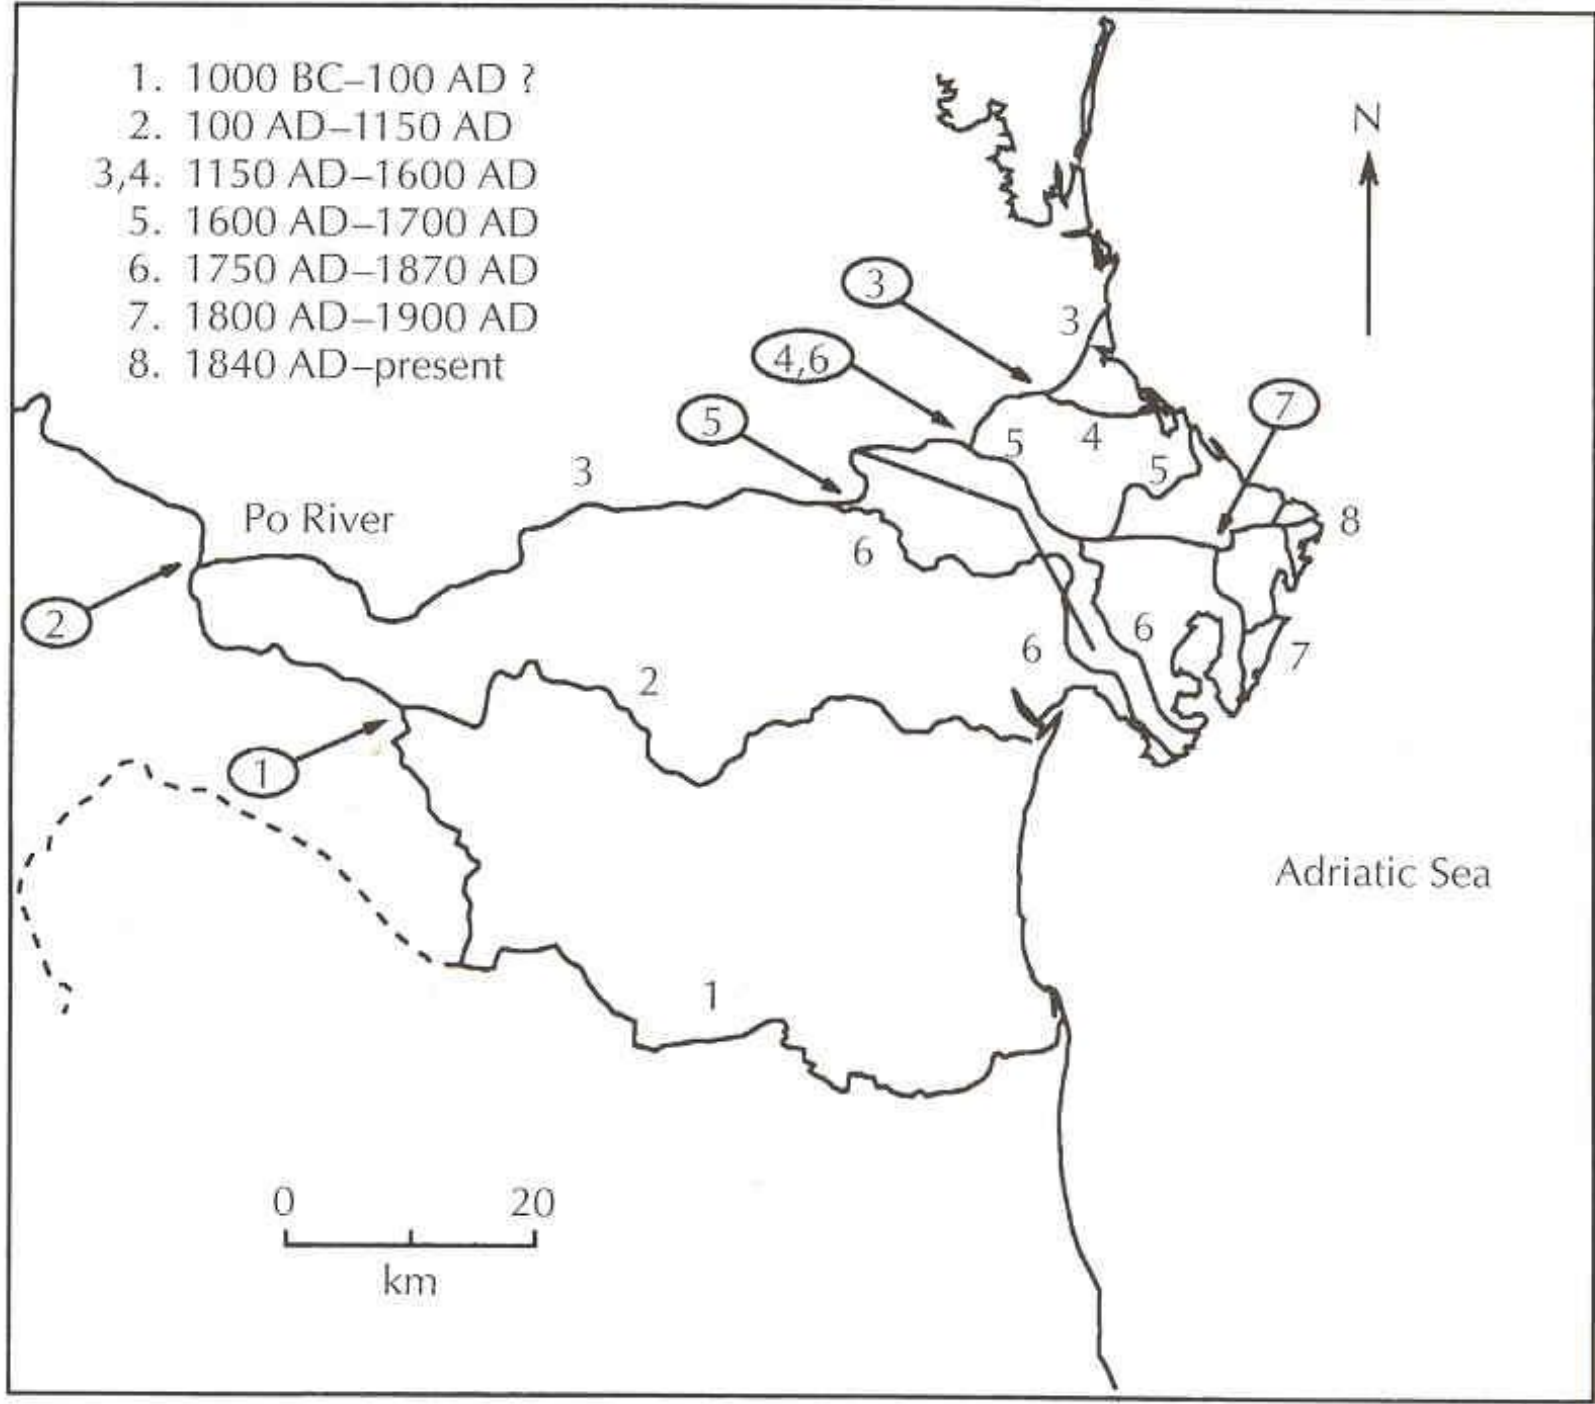 1. 1000 BC–100 AD ?
2. 100 AD–1150 AD
3,4. 1150 AD–1600 AD
5. 1600 AD–1700 AD
6. 1750 AD–1870 AD
7. 1800 AD–1900 AD
8. 1840 AD–present
N
3
3
4,6
7
5
5
4
3
5
Po River
8
6
2
6
6
7
2
1
Adriatic Sea
1
0 20
km